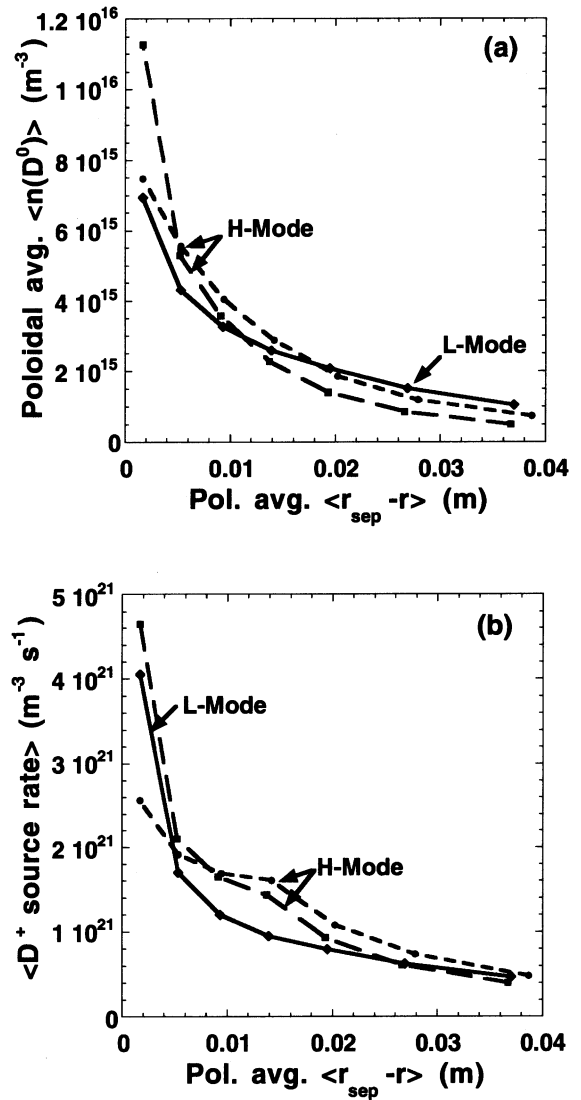 1.2 10^16
(a)
1 10^16
8 10^15
6 10^15
4 10^15
2 10^15
0
Poloidal avg. <n(D^0)> (m^-3)
H-Mode
L-Mode
0 0.01 0.02 0.03 0.04
Pol. avg. <r_sep -r> (m)
5 10^21
(b)
4 10^21
3 10^21
2 10^21
1 10^21
0
<D^+ source rate> (m^-3 s^-1)
L-Mode
H-Mode
0 0.01 0.02 0.03 0.04
Pol. avg. <r_sep -r> (m)